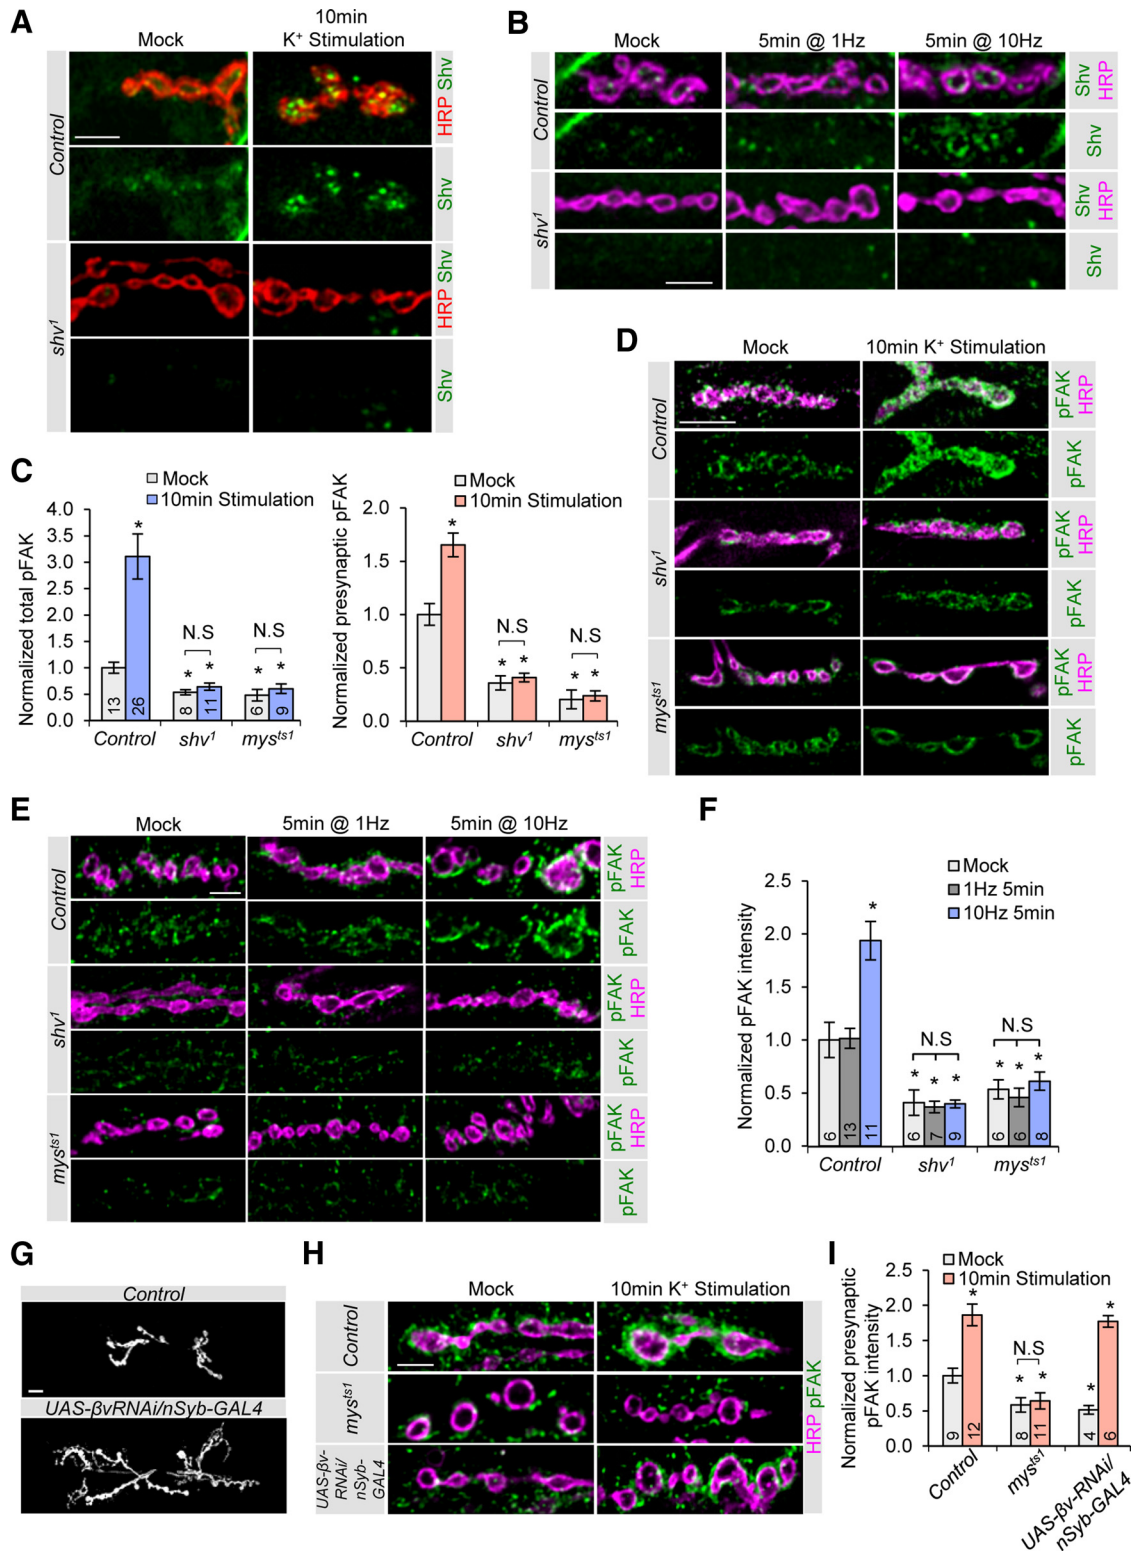 A
10min
Mock
K⁺ Stimulation
Control
HRP Shv
Shv
shv¹
HRP Shv
Shv
B
Mock
5min @ 1Hz
5min @ 10Hz
Control
Shv
HRP
Shv
shv¹
Shv
HRP
Shv
C
Mock
10min Stimulation
Normalized total pFAK
4.0
3.5
3.0
2.5
2.0
1.5
1.0
0.5
0.0
*
N.S
N.S
* *
* *
13
26
8
11
6
9
Control
shv¹
mysᵗˢ¹
Mock
10min Stimulation
Normalized presynaptic pFAK
2.0
1.5
1.0
0.5
0.0
*
N.S
N.S
* *
* *
Control
shv¹
mysᵗˢ¹
D
Mock
10min K⁺ Stimulation
Control
pFAK
HRP
pFAK
shv¹
pFAK
HRP
pFAK
mysᵗˢ¹
pFAK
HRP
pFAK
E
Mock
5min @ 1Hz
5min @ 10Hz
Control
pFAK
HRP
pFAK
shv¹
pFAK
HRP
pFAK
mysᵗˢ¹
pFAK
HRP
pFAK
F
Mock
1Hz 5min
10Hz 5min
Normalized pFAK intensity
2.5
2.0
1.5
1.0
0.5
0.0
*
N.S
N.S
* * *
* * *
6
13
11
6
7
9
6
6
8
Control
shv¹
mysᵗˢ¹
G
Control
UAS-βvRNAi/nSyb-GAL4
H
Mock
10min K⁺ Stimulation
Control
mysᵗˢ¹
UAS-βv-
RNAi/
nSyb-
GAL4
HRP pFAK
I
Mock
10min Stimulation
Normalized presynaptic
pFAK intensity
2.5
2.0
1.5
1.0
0.5
0.0
*
N.S
* *
*
*
9
12
8
11
4
6
Control
mysᵗˢ¹
UAS-βv-RNAi/
nSyb-GAL4